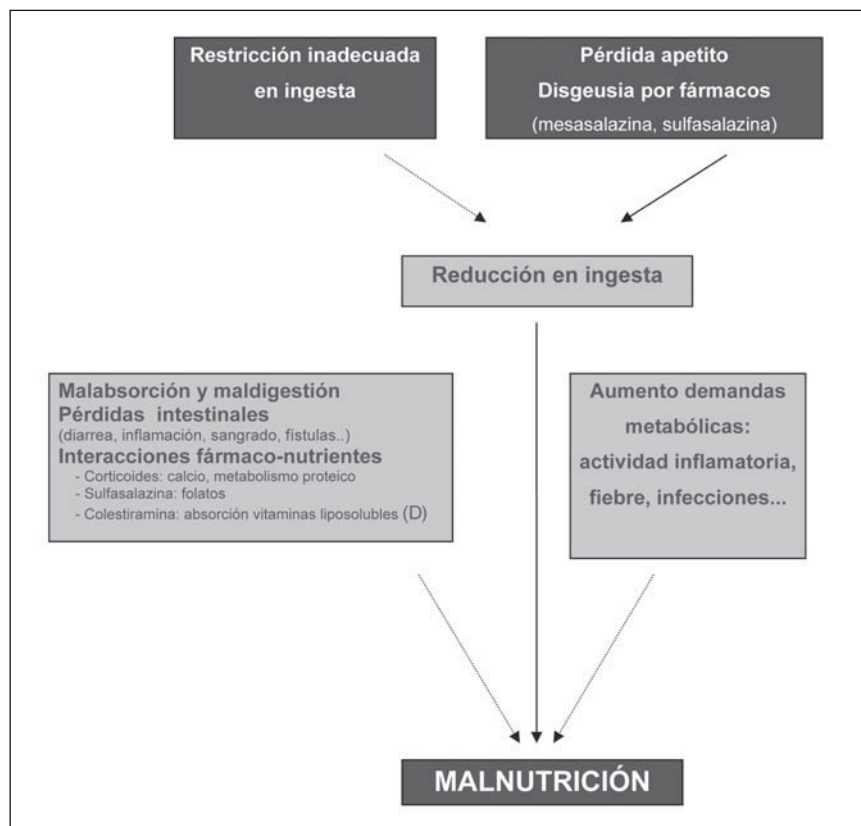 Restricción inadecuada
en ingesta
Pérdida apetito
Disgeusia por fármacos
(mesasalazina, sulfasalazina)
Reducción en ingesta
Malabsorción y maldigestión
Pérdidas intestinales
(diarrea, inflamación, sangrado, fístulas..)
Interacciones fármaco-nutrientes
- Corticoides: calcio, metabolismo proteico
- Sulfasalazina: folatos
- Colestiramina: absorción vitaminas liposolubles (D)
Aumento demandas
metabólicas:
actividad inflamatoria,
fiebre, infecciones...
MALNUTRICIÓN